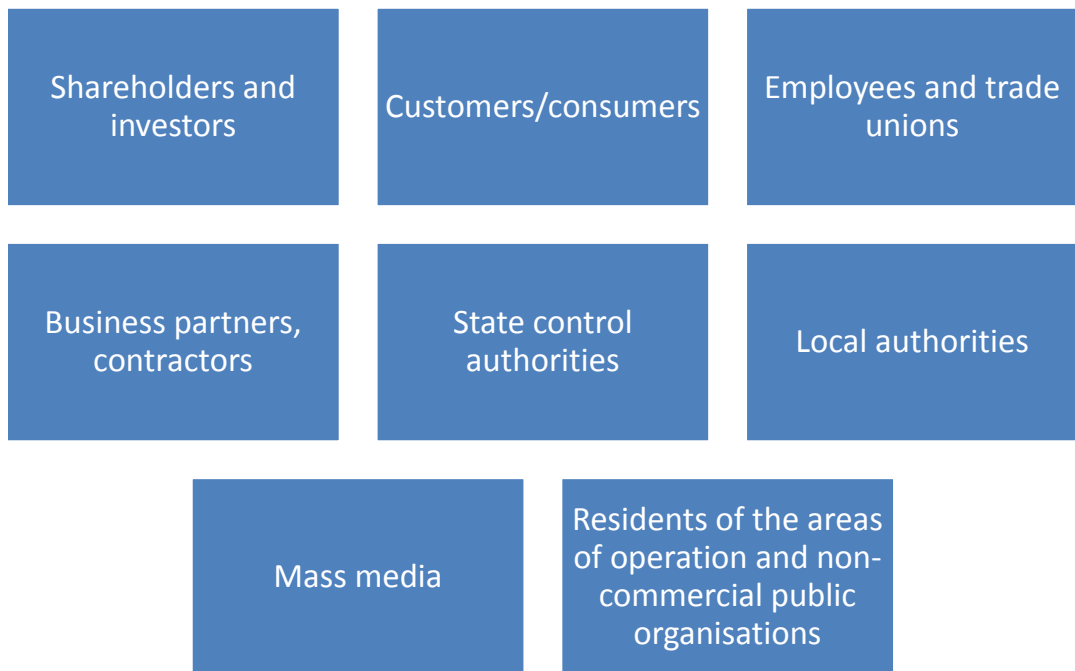 Shareholders and
investors
Customers/consumers
Employees and trade
unions
Business partners,
contractors
State control
authorities
Local authorities
Mass media
Residents of the areas
of operation and non-
commercial public
organisations